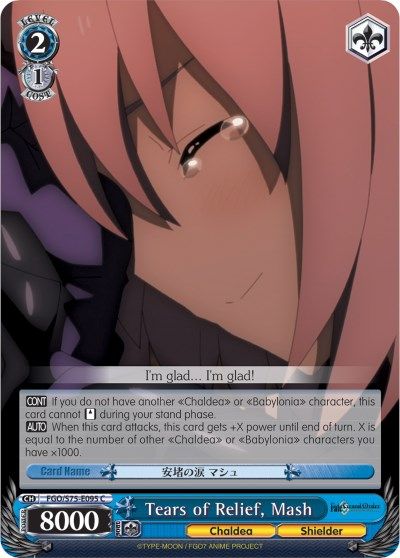 LEVEL
2
1
COST
I'm glad... I'm glad!
CONT If you do not have another «Chaldea» or «Babylonia» character, this
card cannot during your stand phase.
AUTO When this card attacks, this card gets +X power until end of turn. X is
equal to the number of other «Chaldea» or «Babylonia» characters you
have ×1000.
Card Name
安堵の涙 マシュ
CH FGO/S75-E095 C
8000
Tears of Relief, Mash
Chaldea
Shielder
©TYPE-MOON / FGO7 ANIME PROJECT